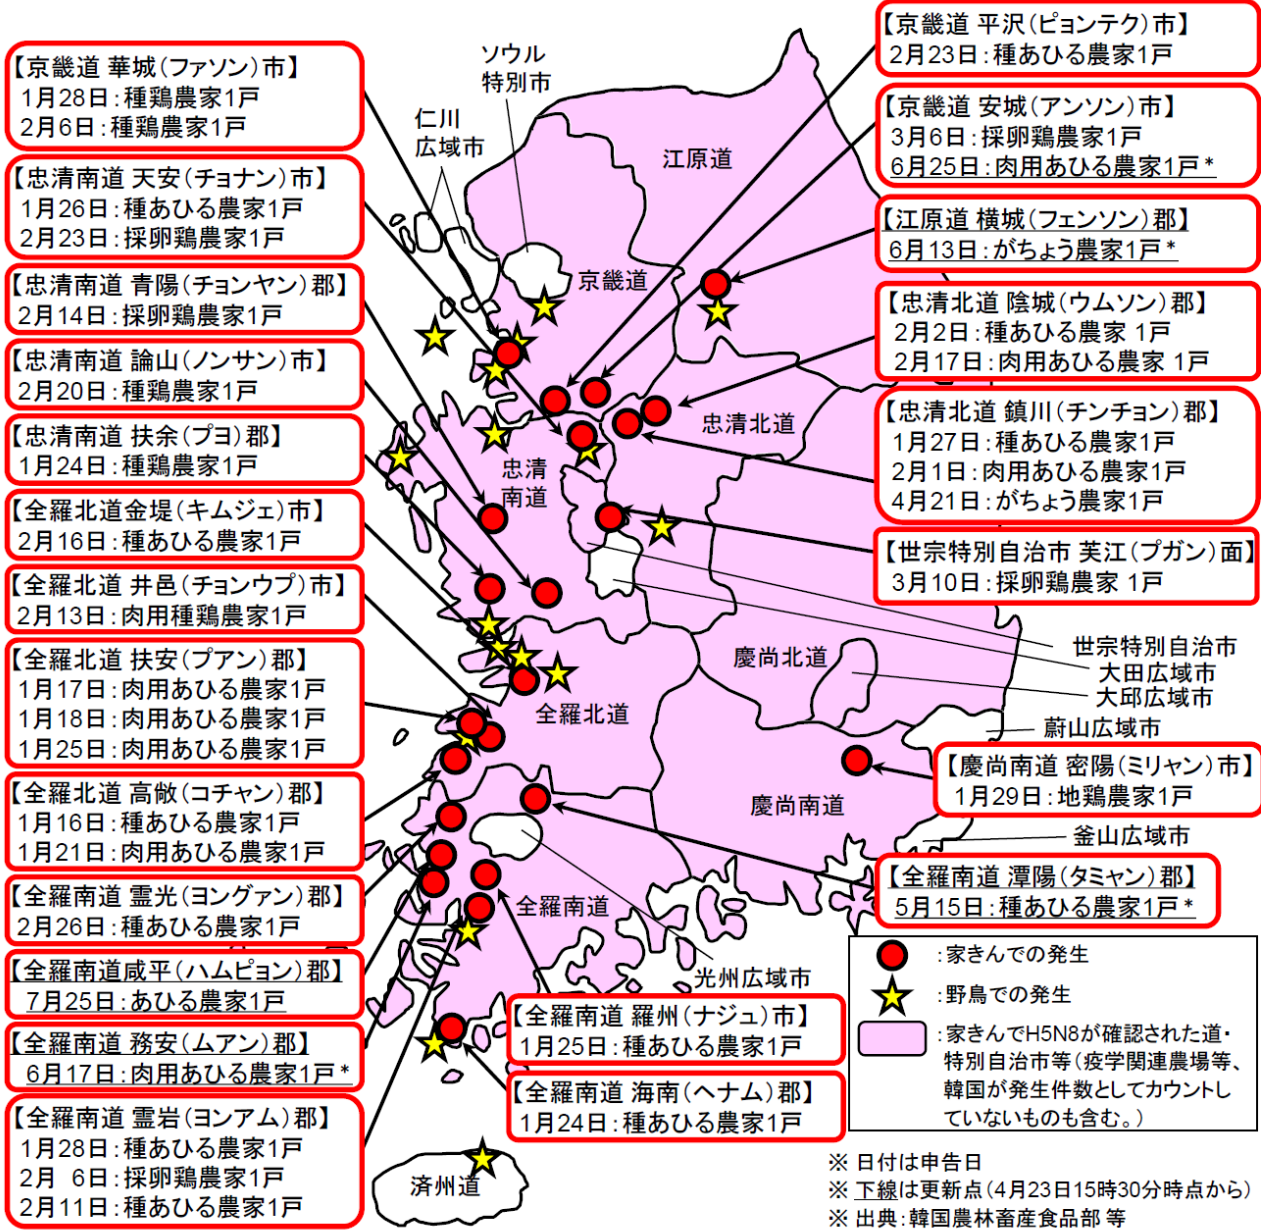 【京畿道 華城（ファソン）市】
1月28日：種鶏農家1戸
2月6日：種鶏農家1戸
【忠清南道 天安（チョナン）市】
1月26日：種あひる農家1戸
2月23日：採卵鶏農家1戸
【忠清南道 青陽（チョンヤン）郡】
2月14日：採卵鶏農家1戸
【忠清南道 論山（ノンサン）市】
2月20日：種鶏農家1戸
【忠清南道 扶余（プヨ）郡】
1月24日：種鶏農家1戸
【全羅北道金堤（キムジェ）市】
2月16日：種あひる農家1戸
【全羅北道 井邑（チョンウプ）市】
2月13日：肉用種鶏農家1戸
【全羅北道 扶安（プアン）郡】
1月17日：肉用あひる農家1戸
1月18日：肉用あひる農家1戸
1月25日：肉用あひる農家1戸
【全羅北道 高敞（コチャン）郡】
1月16日：種あひる農家1戸
1月21日：肉用あひる農家1戸
【全羅南道 霊光（ヨングァン）郡】
2月26日：種あひる農家1戸
【全羅南道咸平（ハムピョン）郡】
7月25日：あひる農家1戸
【全羅南道 務安（ムアン）郡】
6月17日：肉用あひる農家1戸*
【全羅南道 霊岩（ヨンアム）郡】
1月28日：種あひる農家1戸
2月 6日：採卵鶏農家1戸
2月11日：種あひる農家1戸
ソウル
特別市
仁川
広域市
江原道
京畿道
忠清北道
忠清
南道
慶尚北道
全羅北道
慶尚南道
全羅南道
光州広域市
済州道
【京畿道 平沢（ピョンテク）市】
2月23日：種あひる農家1戸
【京畿道 安城（アンソン）市】
3月6日：採卵鶏農家1戸
6月25日：肉用あひる農家1戸*
【江原道 横城（フェンソン）郡】
6月13日：がちょう農家1戸*
【忠清北道 陰城（ウムソン）郡】
2月2日：種あひる農家 1戸
2月17日：肉用あひる農家 1戸
【忠清北道 鎮川（チンチョン）郡】
1月27日：種あひる農家1戸
2月1日：肉用あひる農家1戸
4月21日：がちょう農家1戸
【世宗特別自治市 芙江（プガン）面】
3月10日：採卵鶏農家 1戸
世宗特別自治市
大田広域市
大邱広域市
蔚山広域市
【慶尚南道 密陽（ミリャン）市】
1月29日：地鶏農家1戸
釜山広域市
【全羅南道 潭陽（タミャン）郡】
5月15日：種あひる農家1戸*
【全羅南道 羅州（ナジュ）市】
1月25日：種あひる農家1戸
【全羅南道 海南（ヘナム）郡】
1月24日：種あひる農家1戸
：家きんでの発生
：野鳥での発生
：家きんでH5N8が確認された道・
特別自治市等（疫学関連農場等、
韓国が発生件数としてカウントし
ていないものも含む。）
※ 日付は申告日
※ 下線は更新点（4月23日15時30分時点から）
※ 出典：韓国農林畜産食品部 等